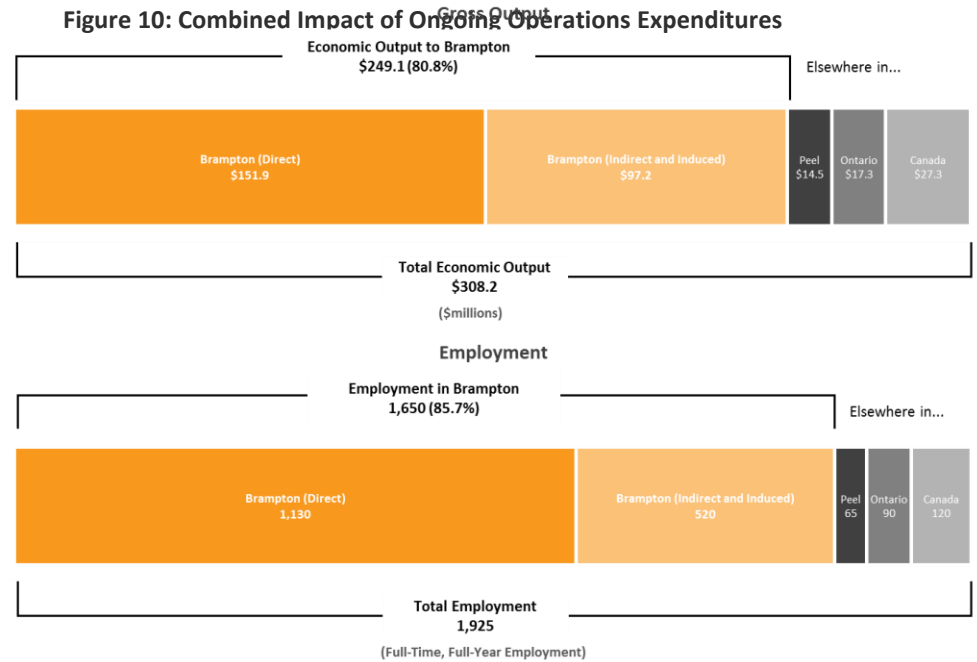 Figure 10: Combined Impact of Ongoing Operations Expenditures
Gross Output
Economic Output to Brampton
$249.1 (80.8%)
Elsewhere in...
Brampton (Direct)
$151.9
Brampton (Indirect and Induced)
$97.2
Peel
$14.5
Ontario
$17.3
Canada
$27.3
Total Economic Output
$308.2
($millions)
Employment
Employment in Brampton
1,650 (85.7%)
Elsewhere in...
Brampton (Direct)
1,130
Brampton (Indirect and Induced)
520
Peel
65
Ontario
90
Canada
120
Total Employment
1,925
(Full-Time, Full-Year Employment)